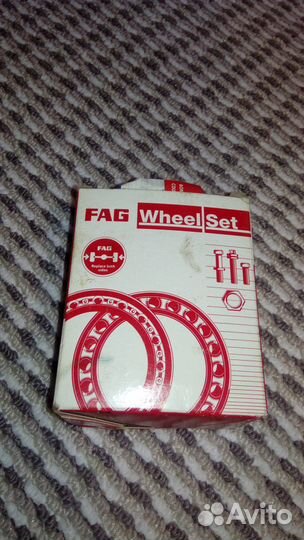 FAG Wheel Set
FAG
Replace both
sides
Avito